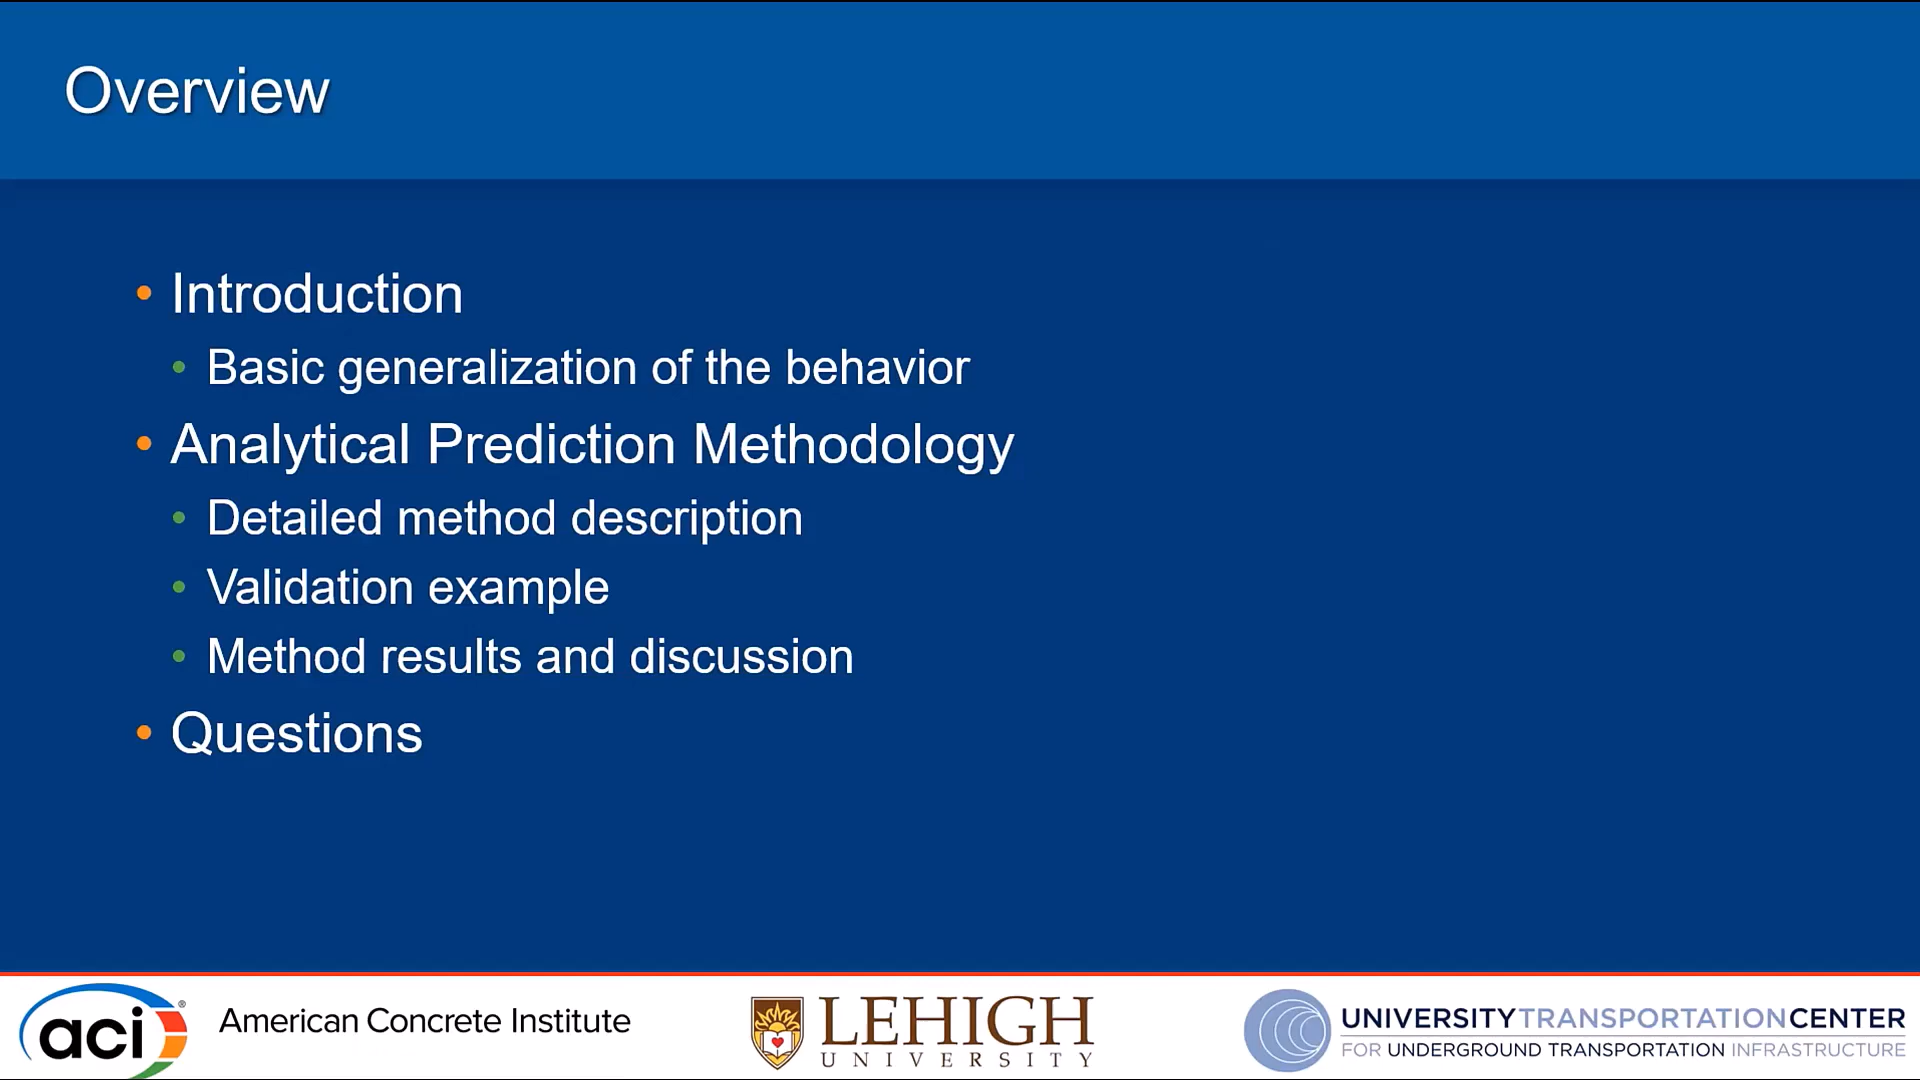 Overview
• Introduction
• Basic generalization of the behavior
• Analytical Prediction Methodology
• Detailed method description
• Validation example
• Method results and discussion
• Questions
aci®
American Concrete Institute
LEHIGH
UNIVERSITY
UNIVERSITYTRANSPORTATIONCENTER
FOR UNDERGROUND TRANSPORTATION INFRASTRUCTURE